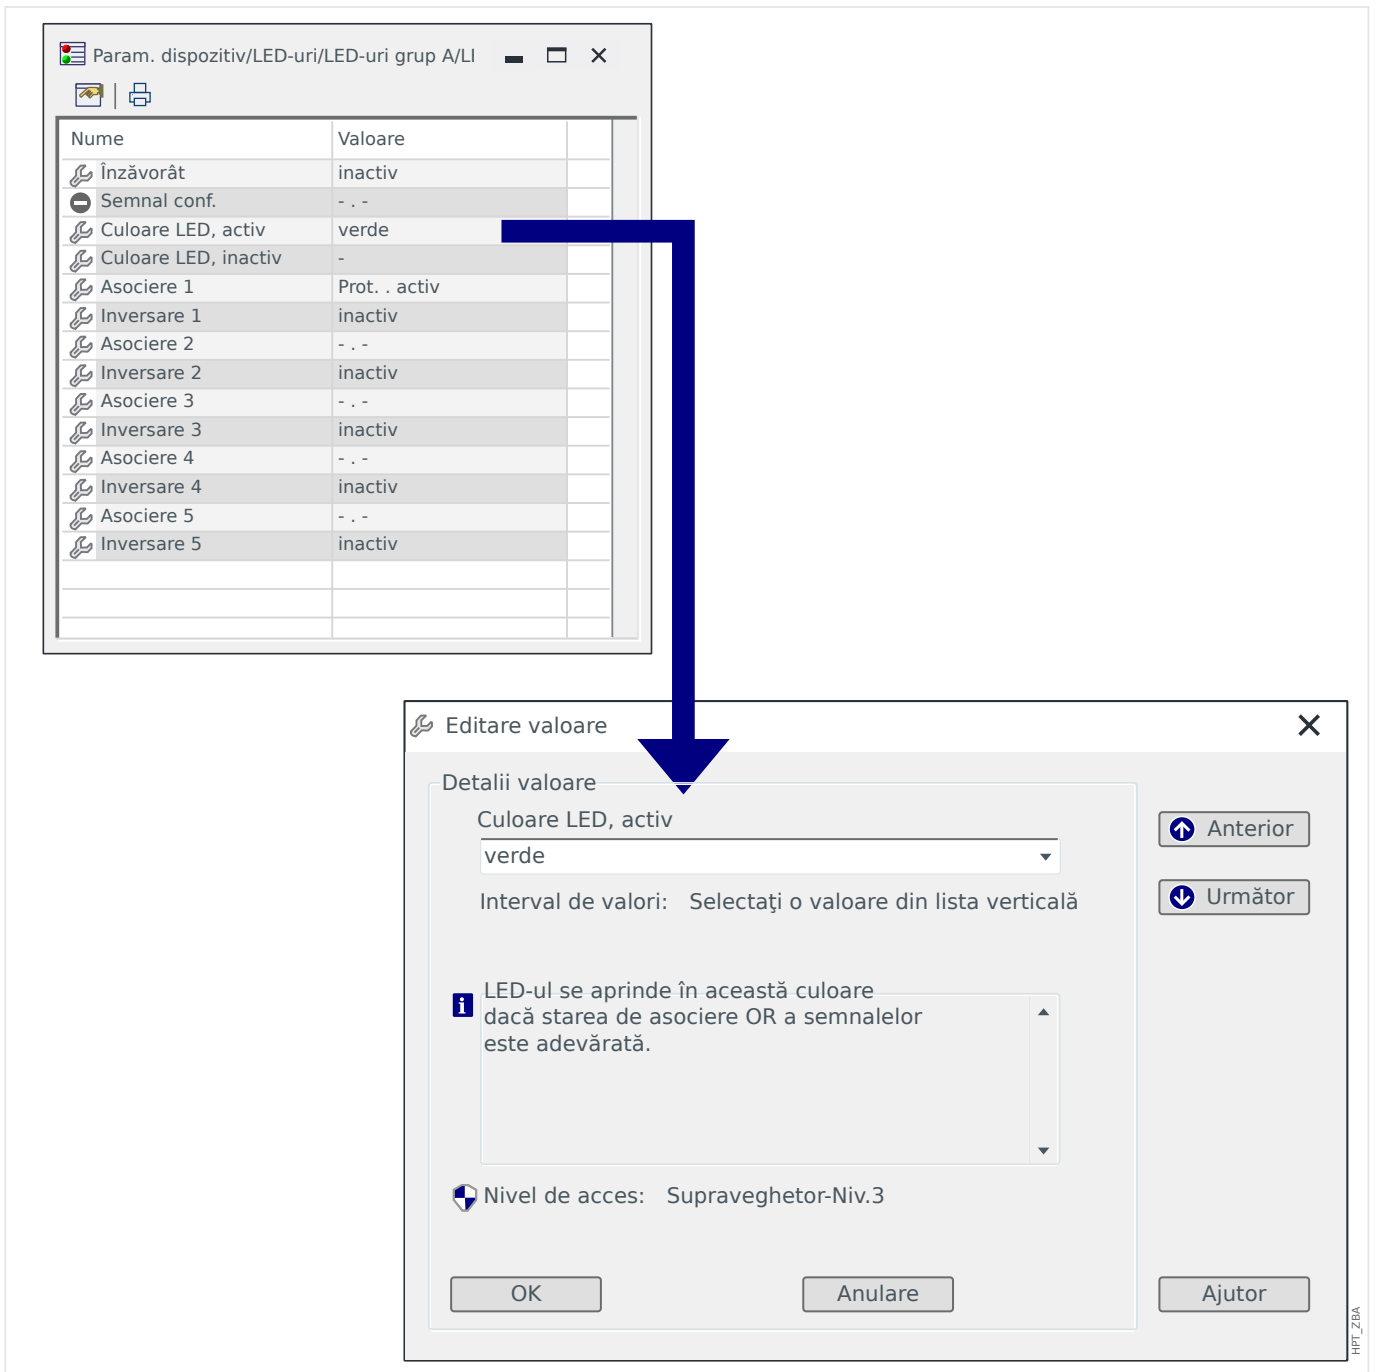 Param. dispozitiv/LED-uri/LED-uri grup A/LI
Nume Valoare
Înzăvorât inactiv
Semnal conf. - . -
Culoare LED, activ verde
Culoare LED, inactiv -
Asociere 1 Prot. . activ
Inversare 1 inactiv
Asociere 2 - . -
Inversare 2 inactiv
Asociere 3 - . -
Inversare 3 inactiv
Asociere 4 - . -
Inversare 4 inactiv
Asociere 5 - . -
Inversare 5 inactiv
Editare valoare
Detalii valoare
Culoare LED, activ
verde
Interval de valori: Selectaţi o valoare din lista verticală
Anterior
Următor
LED-ul se aprinde în această culoare
dacă starea de asociere OR a semnalelor
este adevărată.
Nivel de acces: Supraveghetor-Niv.3
OK Anulare Ajutor
HPT_ZBA